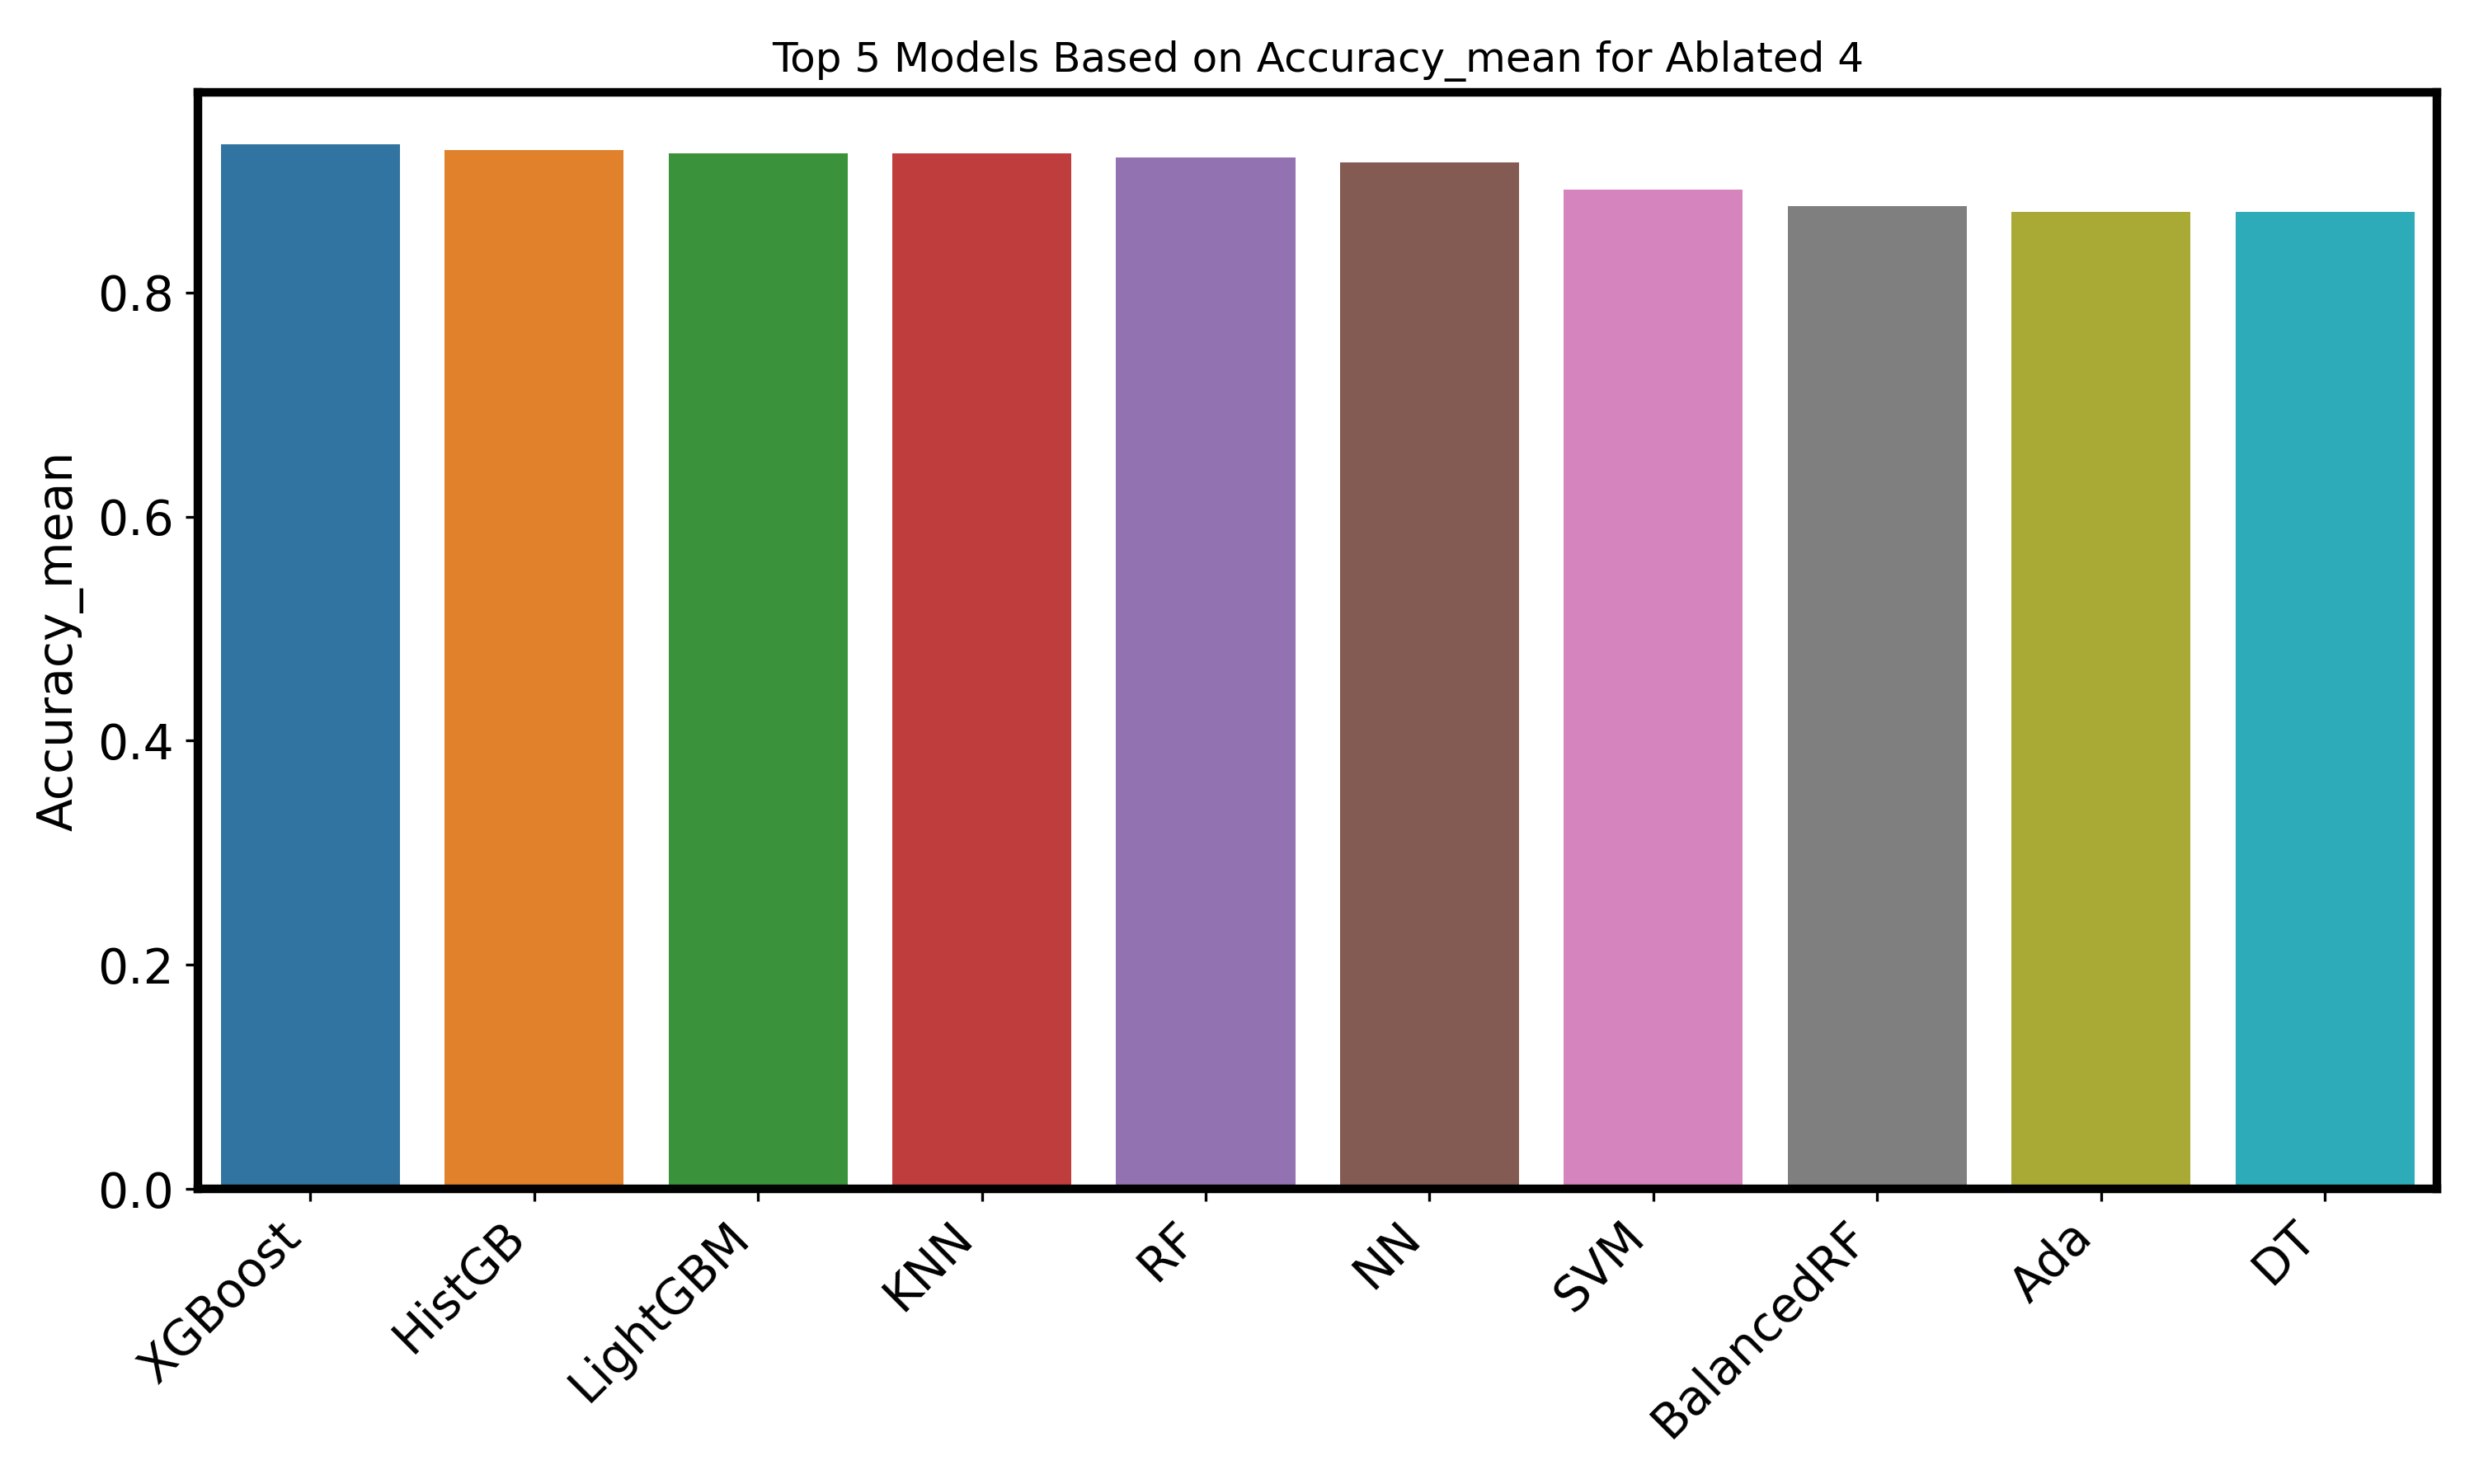 Top 5 Models Based on Accuracy_mean for Ablated 4
Accuracy_mean
0.8
0.6
0.4
0.2
0.0
XGBoost
HistGB
LightGBM
KNN
RF
NN
SVM
BalancedRF
Ada
DT